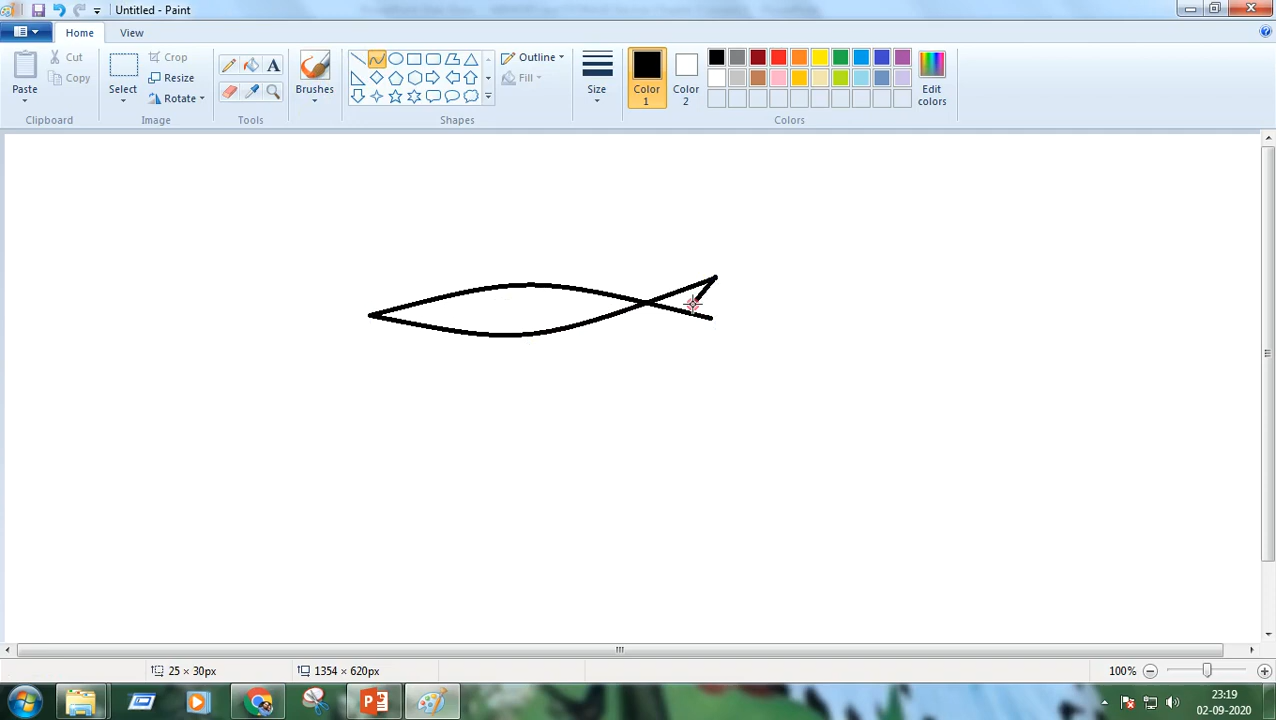 Untitled - Paint
Home View
Paste
Cut
Copy
Clipboard
Select
Crop
Resize
Rotate
Image
A
Tools
Brushes
Outline
Fill
Shapes
Size
Color 1
Color 2
Edit colors
Colors
25 × 30px
1354 × 620px
100%
23:19
02-09-2020